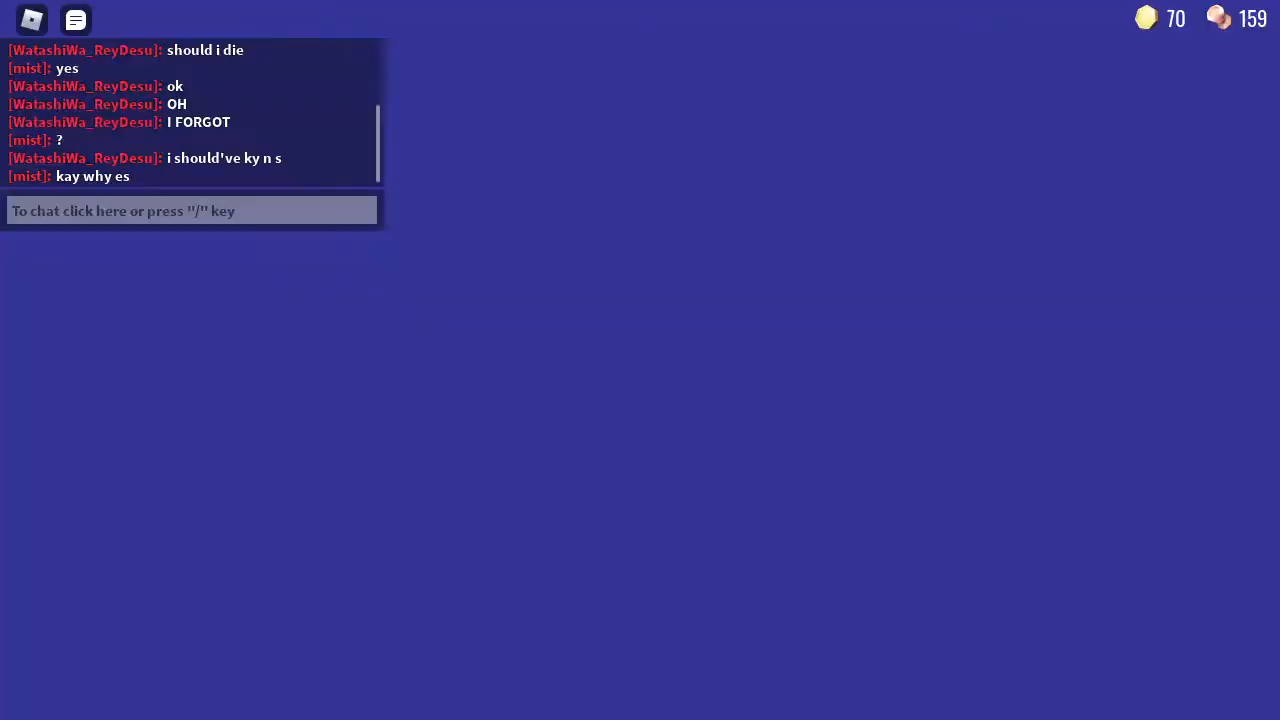 70
159
[WatashiWa_ReyDesu]: should i die
[mist]: yes
[WatashiWa_ReyDesu]: ok
[WatashiWa_ReyDesu]: OH
[WatashiWa_ReyDesu]: I FORGOT
[mist]: ?
[WatashiWa_ReyDesu]: i should've ky n s
[mist]: kay why es
To chat click here or press "/" key